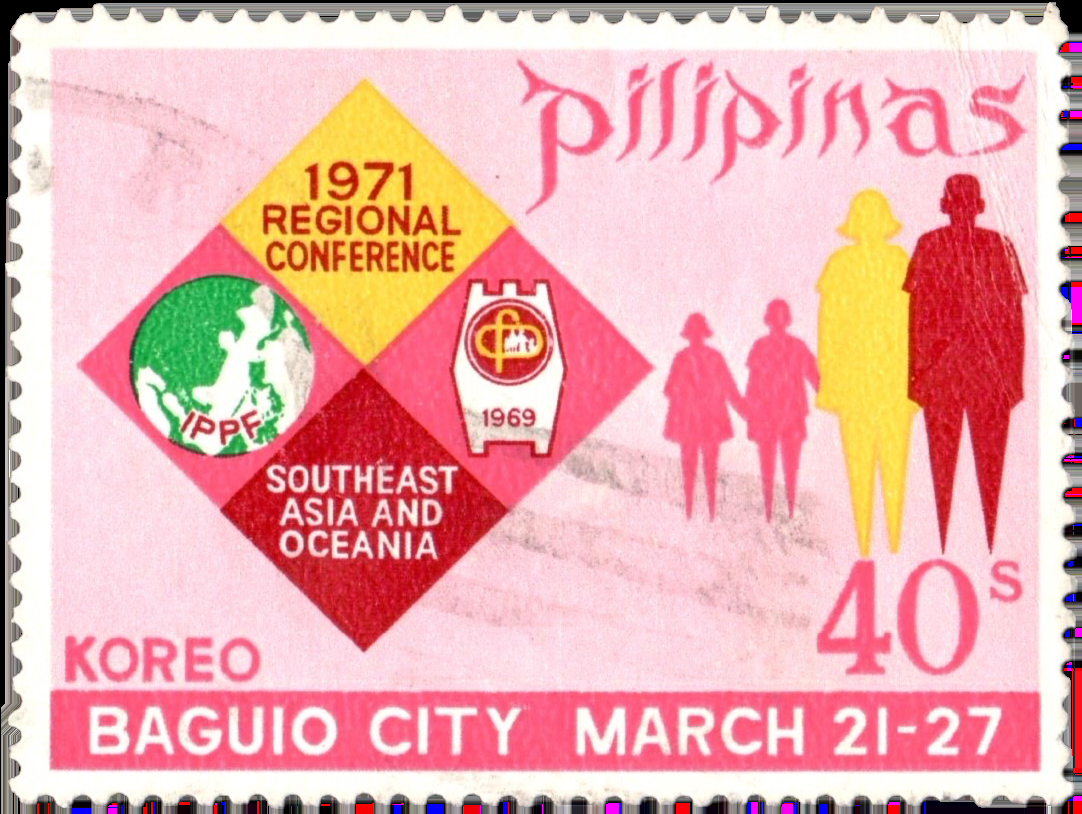 pilipinas
1971
REGIONAL
CONFERENCE
IPPF
1969
SOUTHEAST
ASIA AND
OCEANIA
40s
KOREO
BAGUIO CITY MARCH 21-27